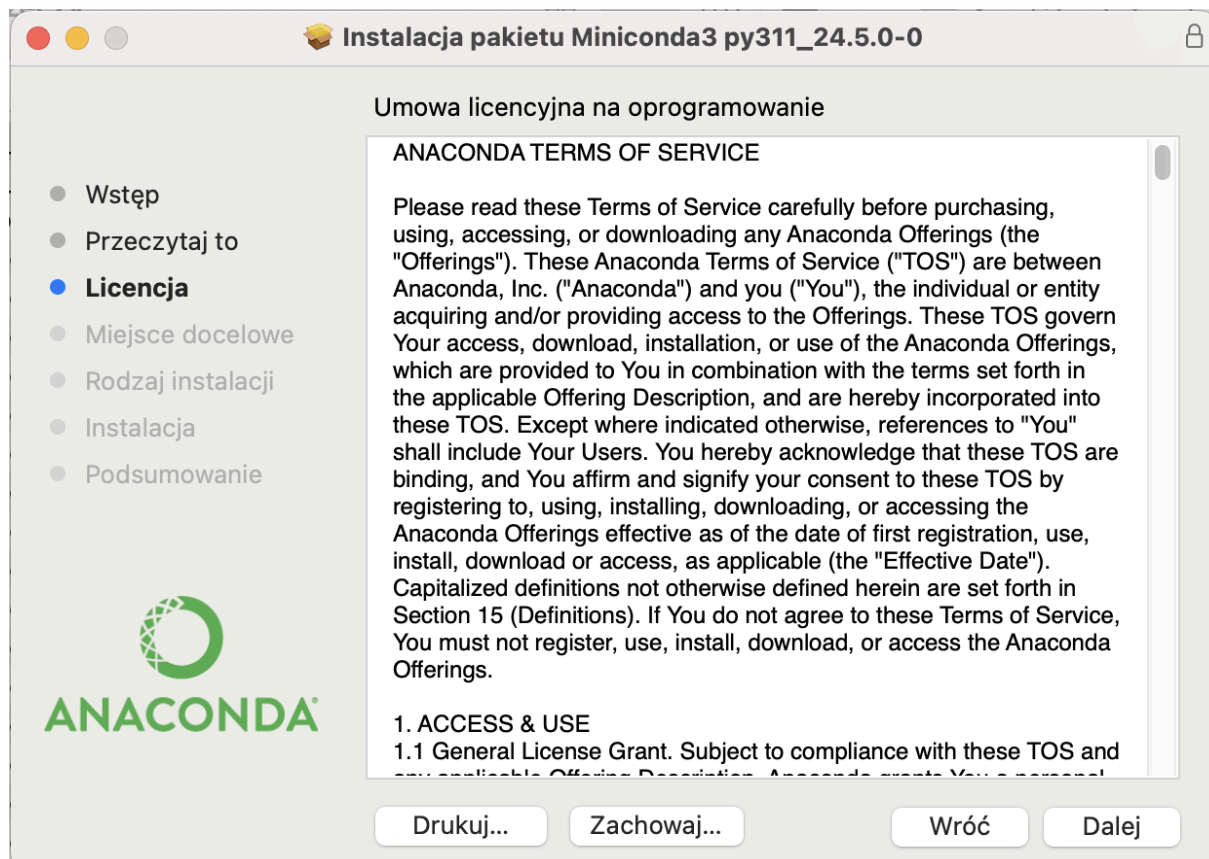 Instalacja pakietu Miniconda3 py311_24.5.0-0
Wstęp
Przeczytaj to
Licencja
Miejsce docelowe
Rodzaj instalacji
Instalacja
Podsumowanie
ANACONDA
Umowa licencyjna na oprogramowanie
ANACONDA TERMS OF SERVICE
Please read these Terms of Service carefully before purchasing,
using, accessing, or downloading any Anaconda Offerings (the
"Offerings"). These Anaconda Terms of Service ("TOS") are between
Anaconda, Inc. ("Anaconda") and you ("You"), the individual or entity
acquiring and/or providing access to the Offerings. These TOS govern
Your access, download, installation, or use of the Anaconda Offerings,
which are provided to You in combination with the terms set forth in
the applicable Offering Description, and are hereby incorporated into
these TOS. Except where indicated otherwise, references to "You"
shall include Your Users. You hereby acknowledge that these TOS are
binding, and You affirm and signify your consent to these TOS by
registering to, using, installing, downloading, or accessing the
Anaconda Offerings effective as of the date of first registration, use,
install, download or access, as applicable (the "Effective Date").
Capitalized definitions not otherwise defined herein are set forth in
Section 15 (Definitions). If You do not agree to these Terms of Service,
You must not register, use, install, download, or access the Anaconda
Offerings.
1. ACCESS & USE
1.1 General License Grant. Subject to compliance with these TOS and
any applicable Offering Description, Anaconda grants You a personal
Drukuj...
Zachowaj...
Wróć
Dalej